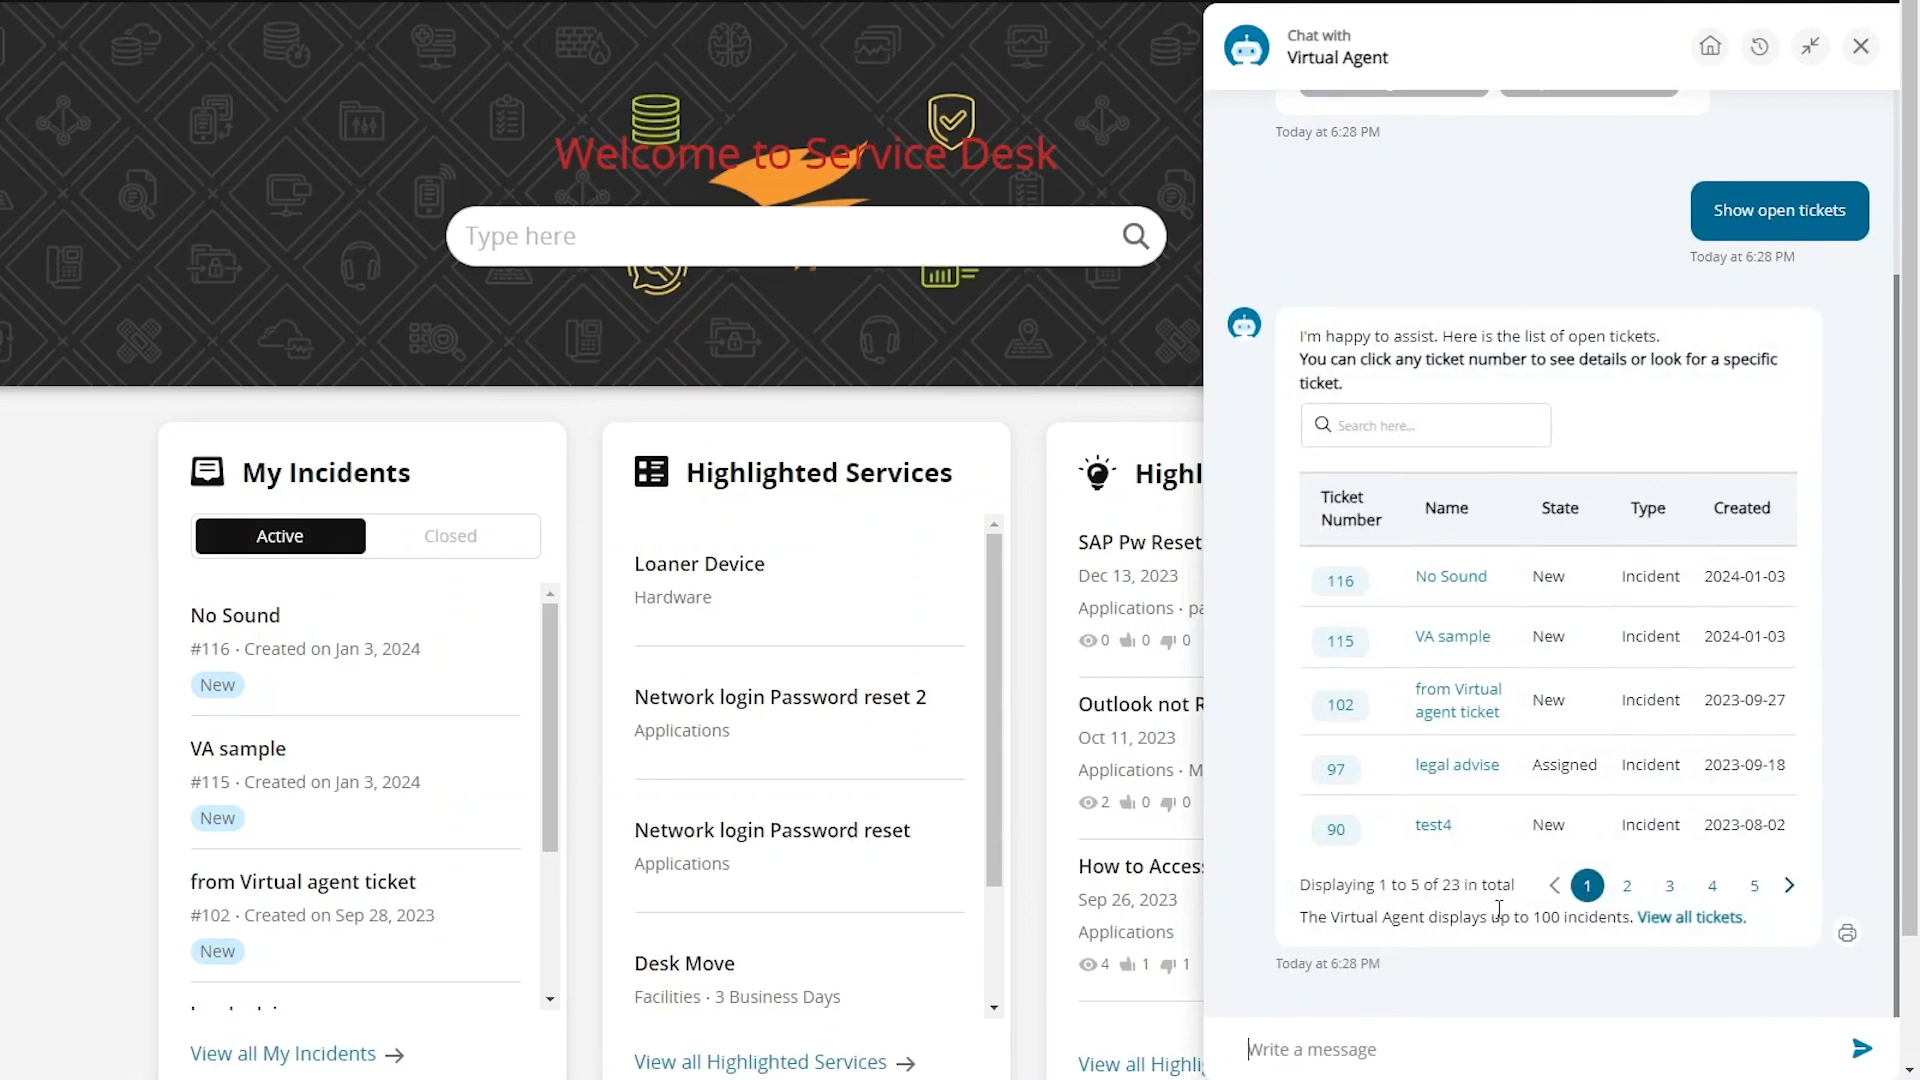 Welcome to Service Desk
Type here
My Incidents
Active
Closed
No Sound
#116 · Created on Jan 3, 2024
New
VA sample
#115 · Created on Jan 3, 2024
New
from Virtual agent ticket
#102 · Created on Sep 28, 2023
New
View all My Incidents
Highlighted Services
Loaner Device
Hardware
Network login Password reset 2
Applications
Network login Password reset
Applications
Desk Move
Facilities · 3 Business Days
View all Highlighted Services
Highl
SAP Pw Reset
Dec 13, 2023
Applications · pa
0 0 0
Outlook not R
Oct 11, 2023
Applications · M
2 0 0
How to Acces
Sep 26, 2023
Applications
4 1 1
View all Highli
Chat with
Virtual Agent
Today at 6:28 PM
Show open tickets
Today at 6:28 PM
I'm happy to assist. Here is the list of open tickets.
You can click any ticket number to see details or look for a specific
ticket.
Search here...
Ticket Number Name State Type Created
116 No Sound New Incident 2024-01-03
115 VA sample New Incident 2024-01-03
102 from Virtual agent ticket New Incident 2023-09-27
97 legal advise Assigned Incident 2023-09-18
90 test4 New Incident 2023-08-02
Displaying 1 to 5 of 23 in total 1 2 3 4 5
The Virtual Agent displays up to 100 incidents. View all tickets.
Today at 6:28 PM
Write a message